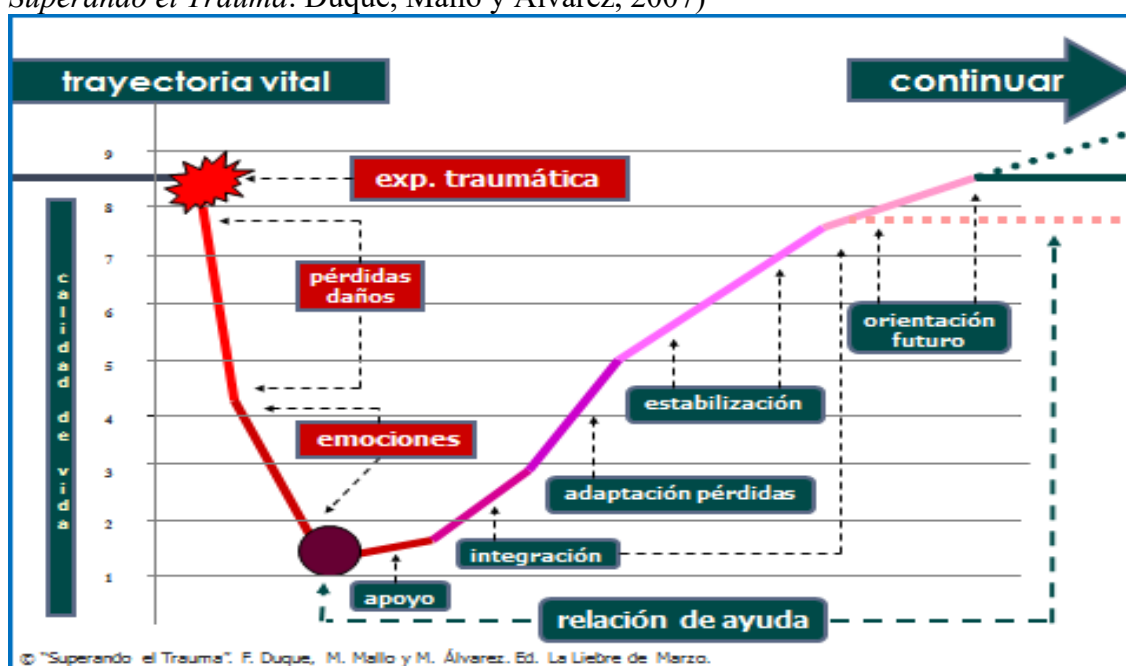 Superando el Trauma. Duque, Mallo y Álvarez, 2007)
trayectoria vital
continuar
9
exp. traumática
8
7
pérdidas
daños
6
orientación
futuro
5
estabilización
4
emociones
3
adaptación pérdidas
2
integración
1
apoyo
relación de ayuda
calidad de vida
© "Superando el Trauma". F. Duque, M. Mallo y M. Álvarez. Ed. La Liebre de Marzo.